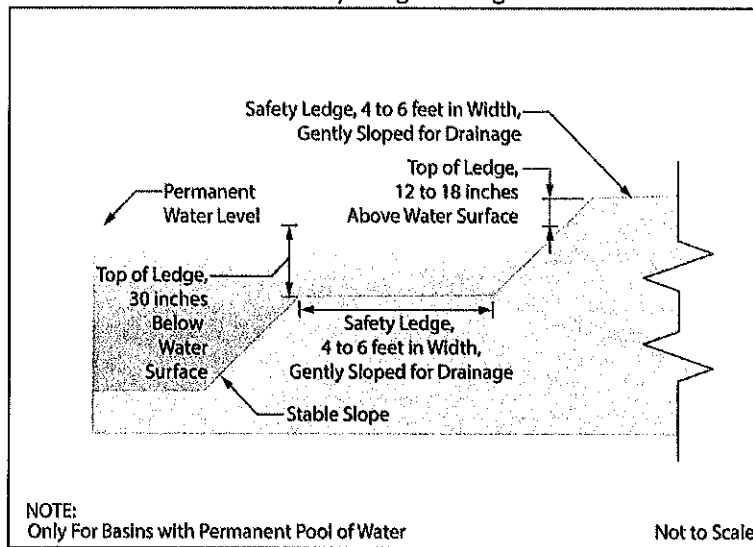 Safety Ledge, 4 to 6 feet in Width,
Gently Sloped for Drainage
Top of Ledge,
12 to 18 inches
Above Water Surface
Permanent
Water Level
Top of Ledge,
30 inches
Below
Water
Surface
Safety Ledge,
4 to 6 feet in Width,
Gently Sloped for Drainage
Stable Slope
NOTE:
Only For Basins with Permanent Pool of Water
Not to Scale